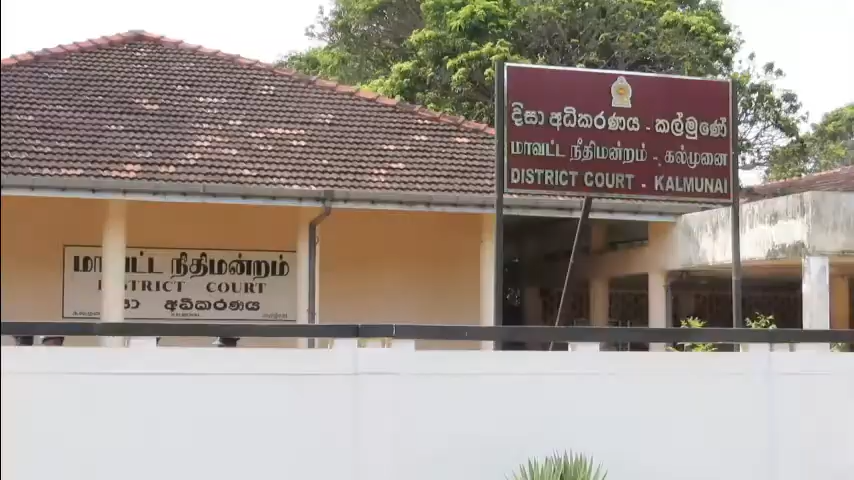 දිසා අධිකරණය - කල්මුණේ
மாவட்ட நீதிமன்றம் - கல்முனை
DISTRICT COURT - KALMUNAI
மாவட்ட நீதிமன்றம்
DISTRICT COURT
දිසා අධිකරණය